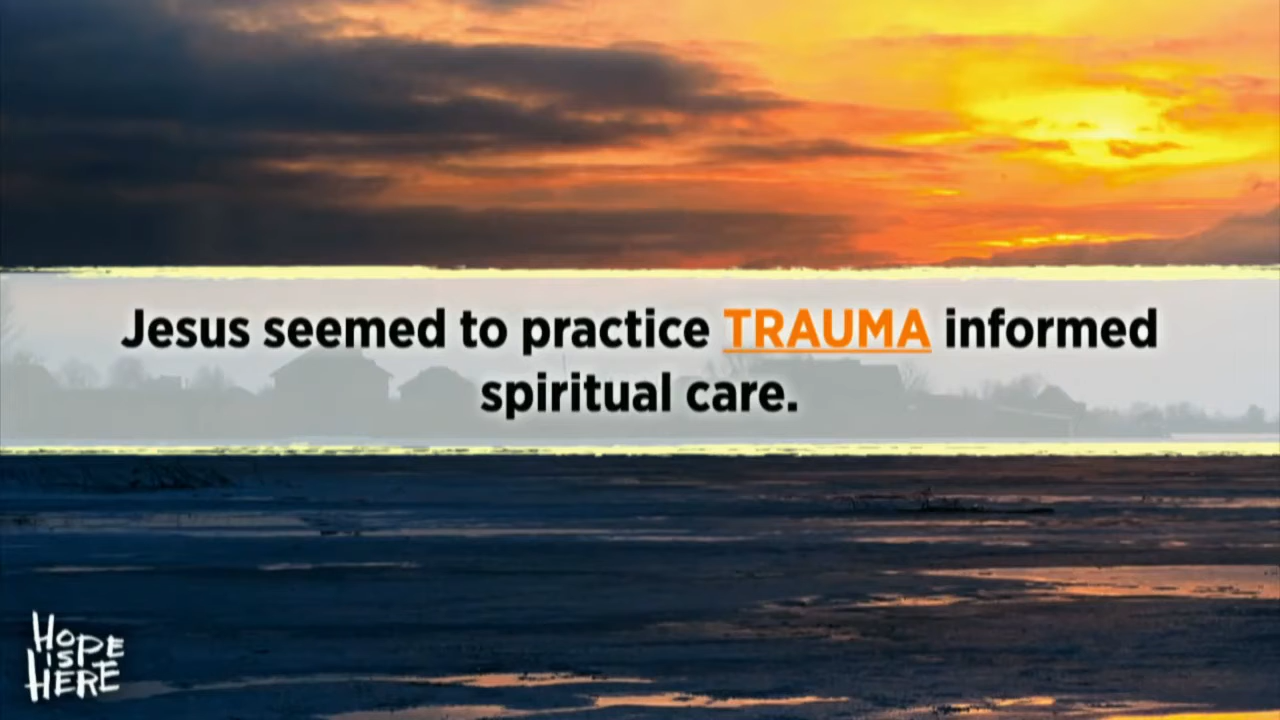 Jesus seemed to practice TRAUMA informed
spiritual care.
HOPE
IS
HERE